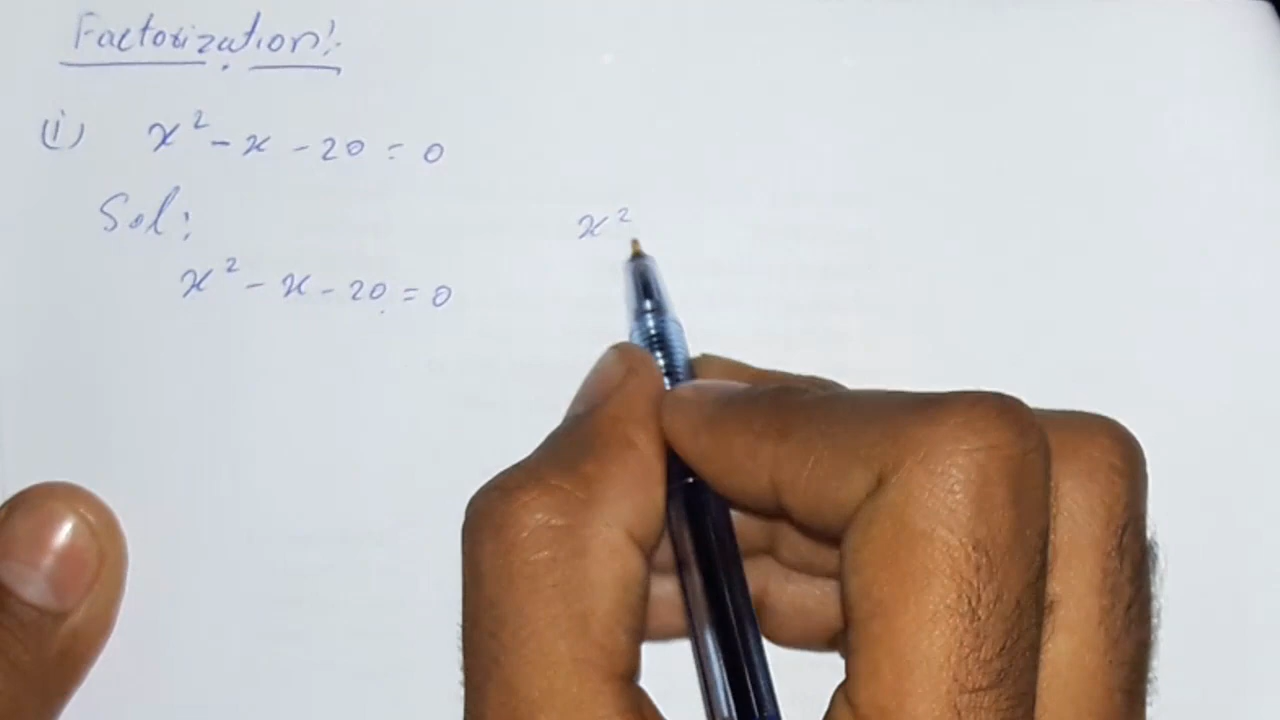 Factorization:-
(i) x² - x - 20 = 0
Sol:
x² - x - 20 = 0
x²